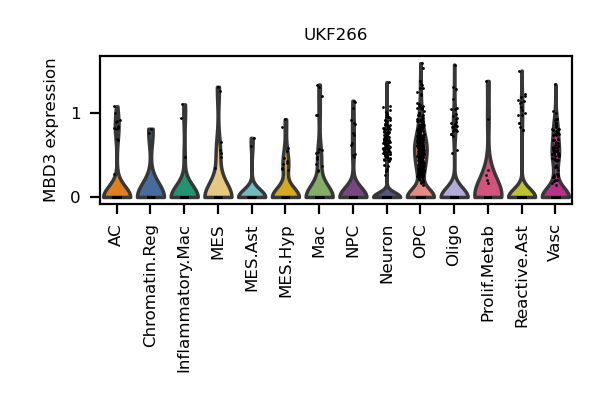 UKF266
MBD3 expression
1
0
AC
Chromatin.Reg
Inflammatory.Mac
MES
MES.Ast
MES.Hyp
Mac
NPC
Neuron
OPC
Oligo
Prolif.Metab
Reactive.Ast
Vasc